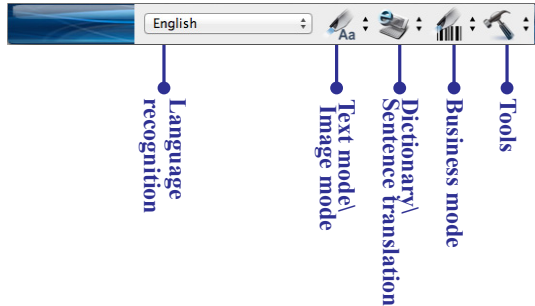 English
Aa
Language
recognition
Text mode\
Image mode
Dictionary\
Sentence translation
Business mode
Tools